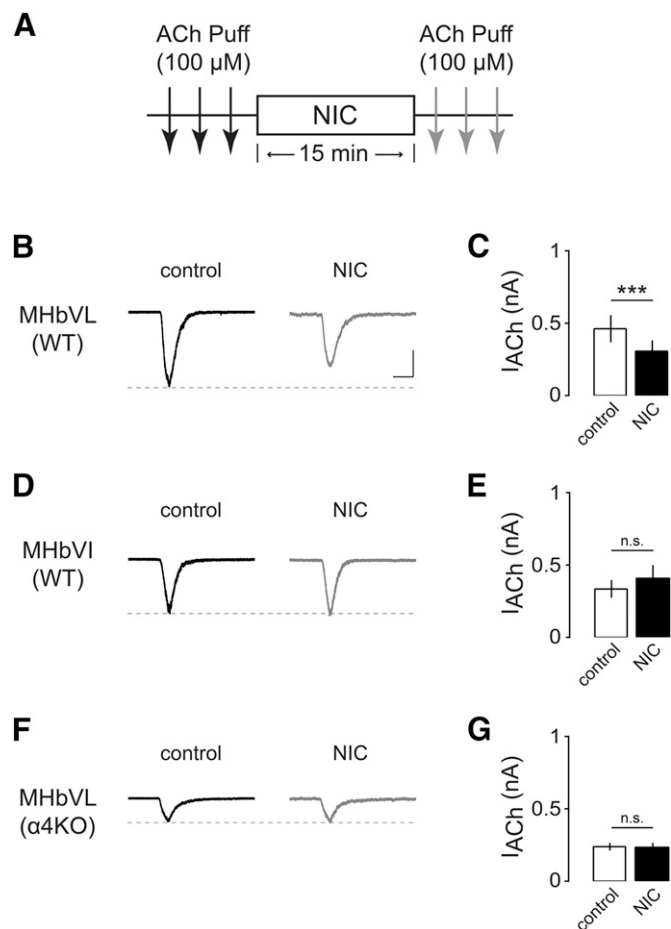 A
ACh Puff
(100 µM)
ACh Puff
(100 µM)
NIC
15 min
B
control
NIC
MHbVL
(WT)
C
IACh (nA)
1
0.5
0
***
control
NIC
D
control
NIC
MHbVI
(WT)
E
IACh (nA)
1
0.5
0
n.s.
control
NIC
F
control
NIC
MHbVL
(α4KO)
G
IACh (nA)
1
0.5
0
n.s.
control
NIC